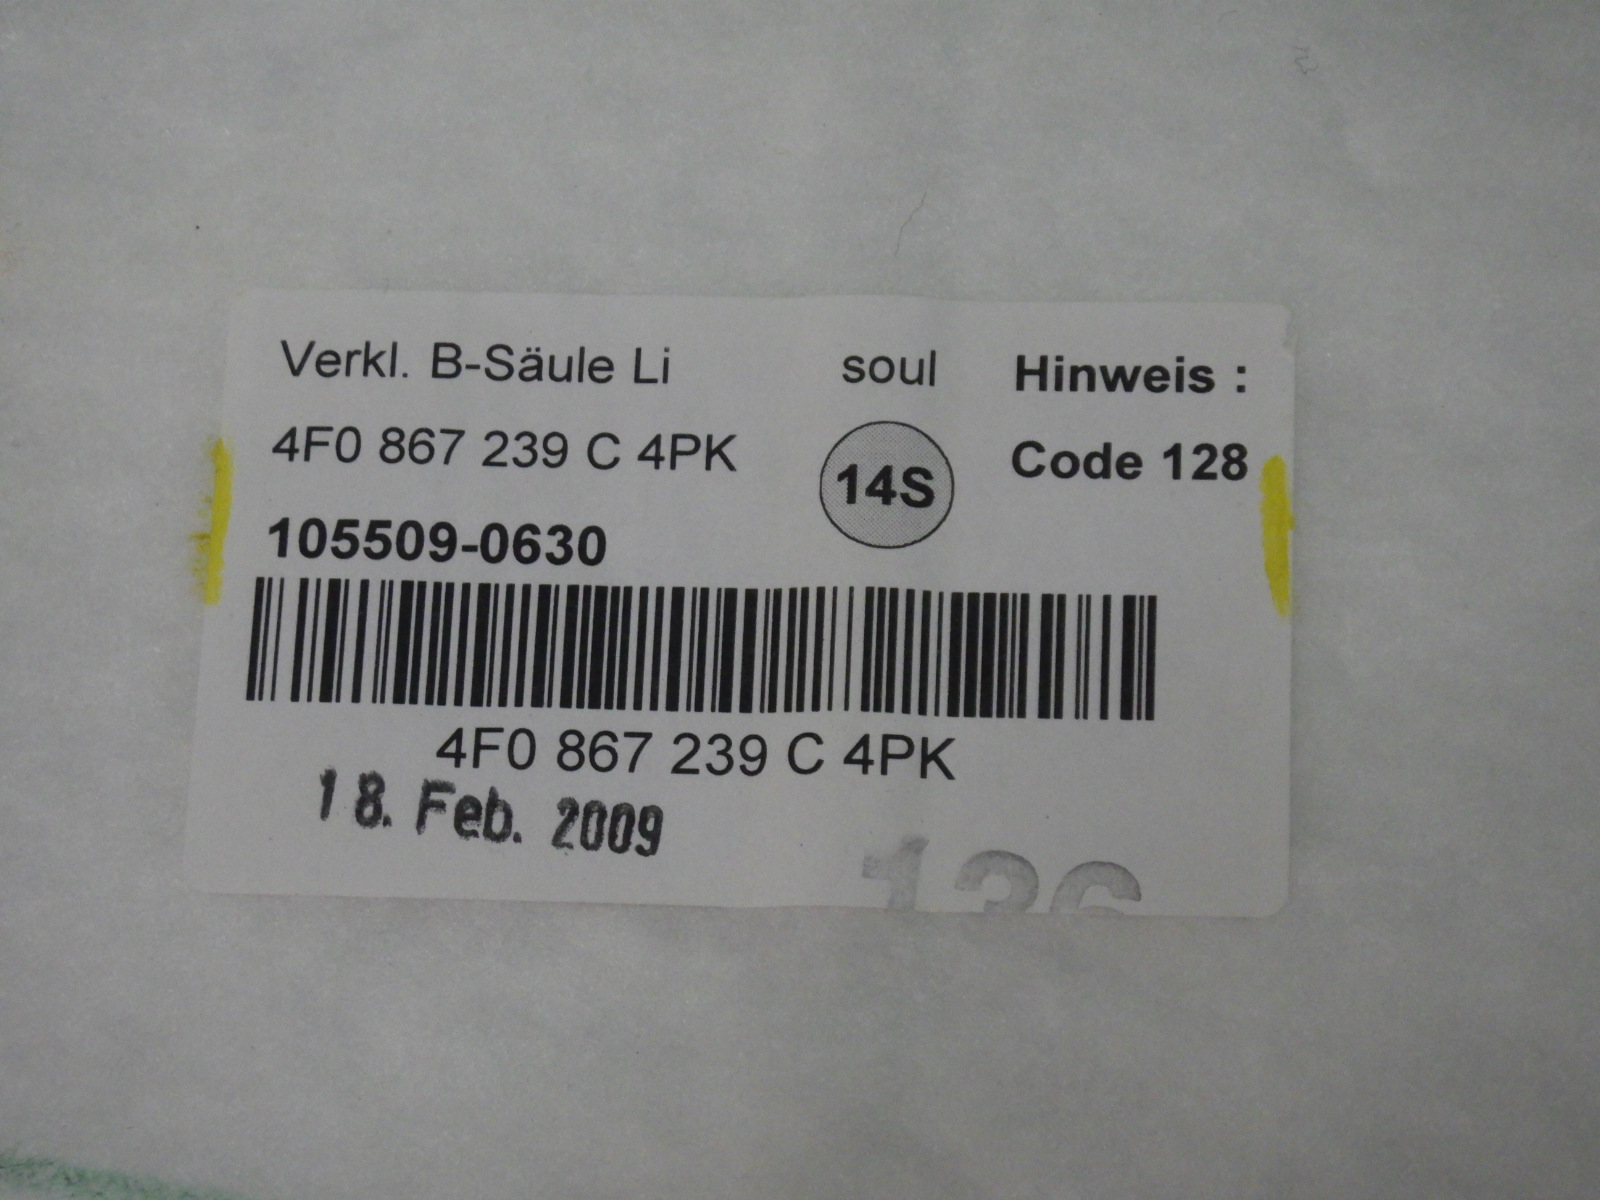 Verkl. B-Säule Li soul Hinweis :
4F0 867 239 C 4PK 14S Code 128
105509-0630
4F0 867 239 C 4PK
18. Feb. 2009
136